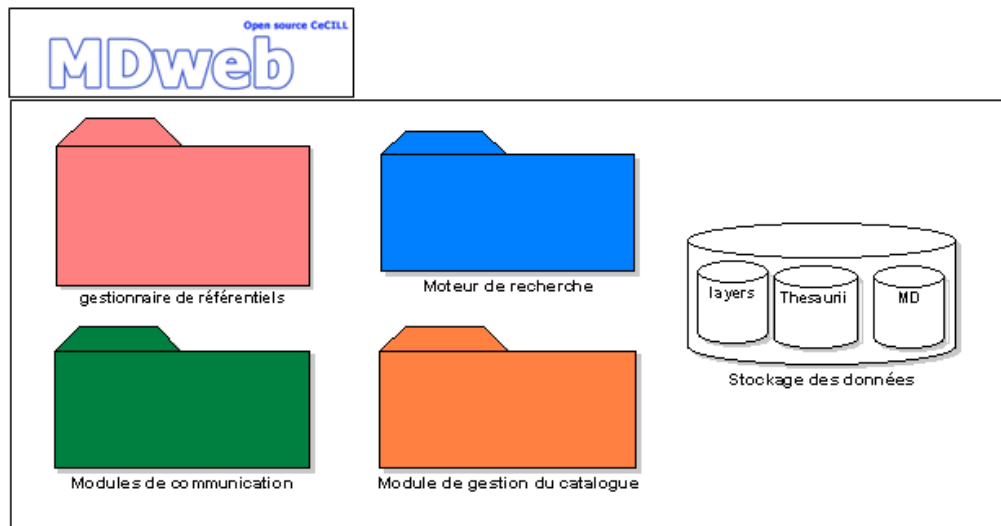 Open source CeCILL
MDweb
gestionnaire de référentiels
Moteur de recherche
layers
Thesaurii
MD
Stockage des données
Modules de communication
Module de gestion du catalogue